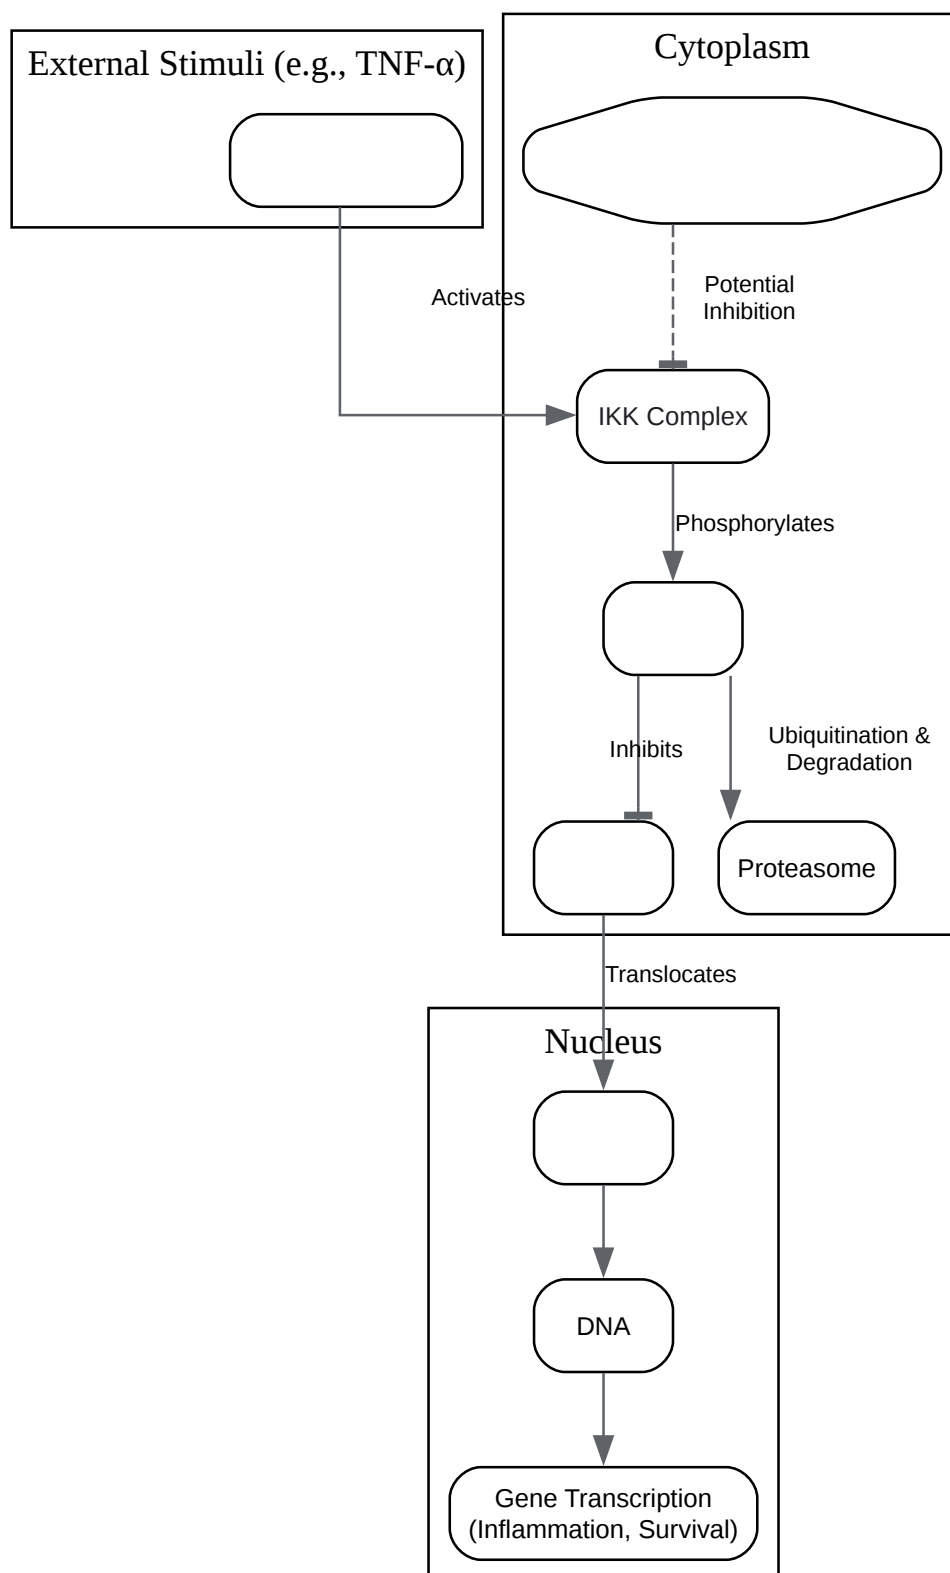 External Stimuli (e.g., TNF-α)
Cytoplasm
Activates
Potential
Inhibition
IKK Complex
Phosphorylates
Inhibits
Ubiquitination &
Degradation
Proteasome
Translocates
Nucleus
DNA
Gene Transcription
(Inflammation, Survival)